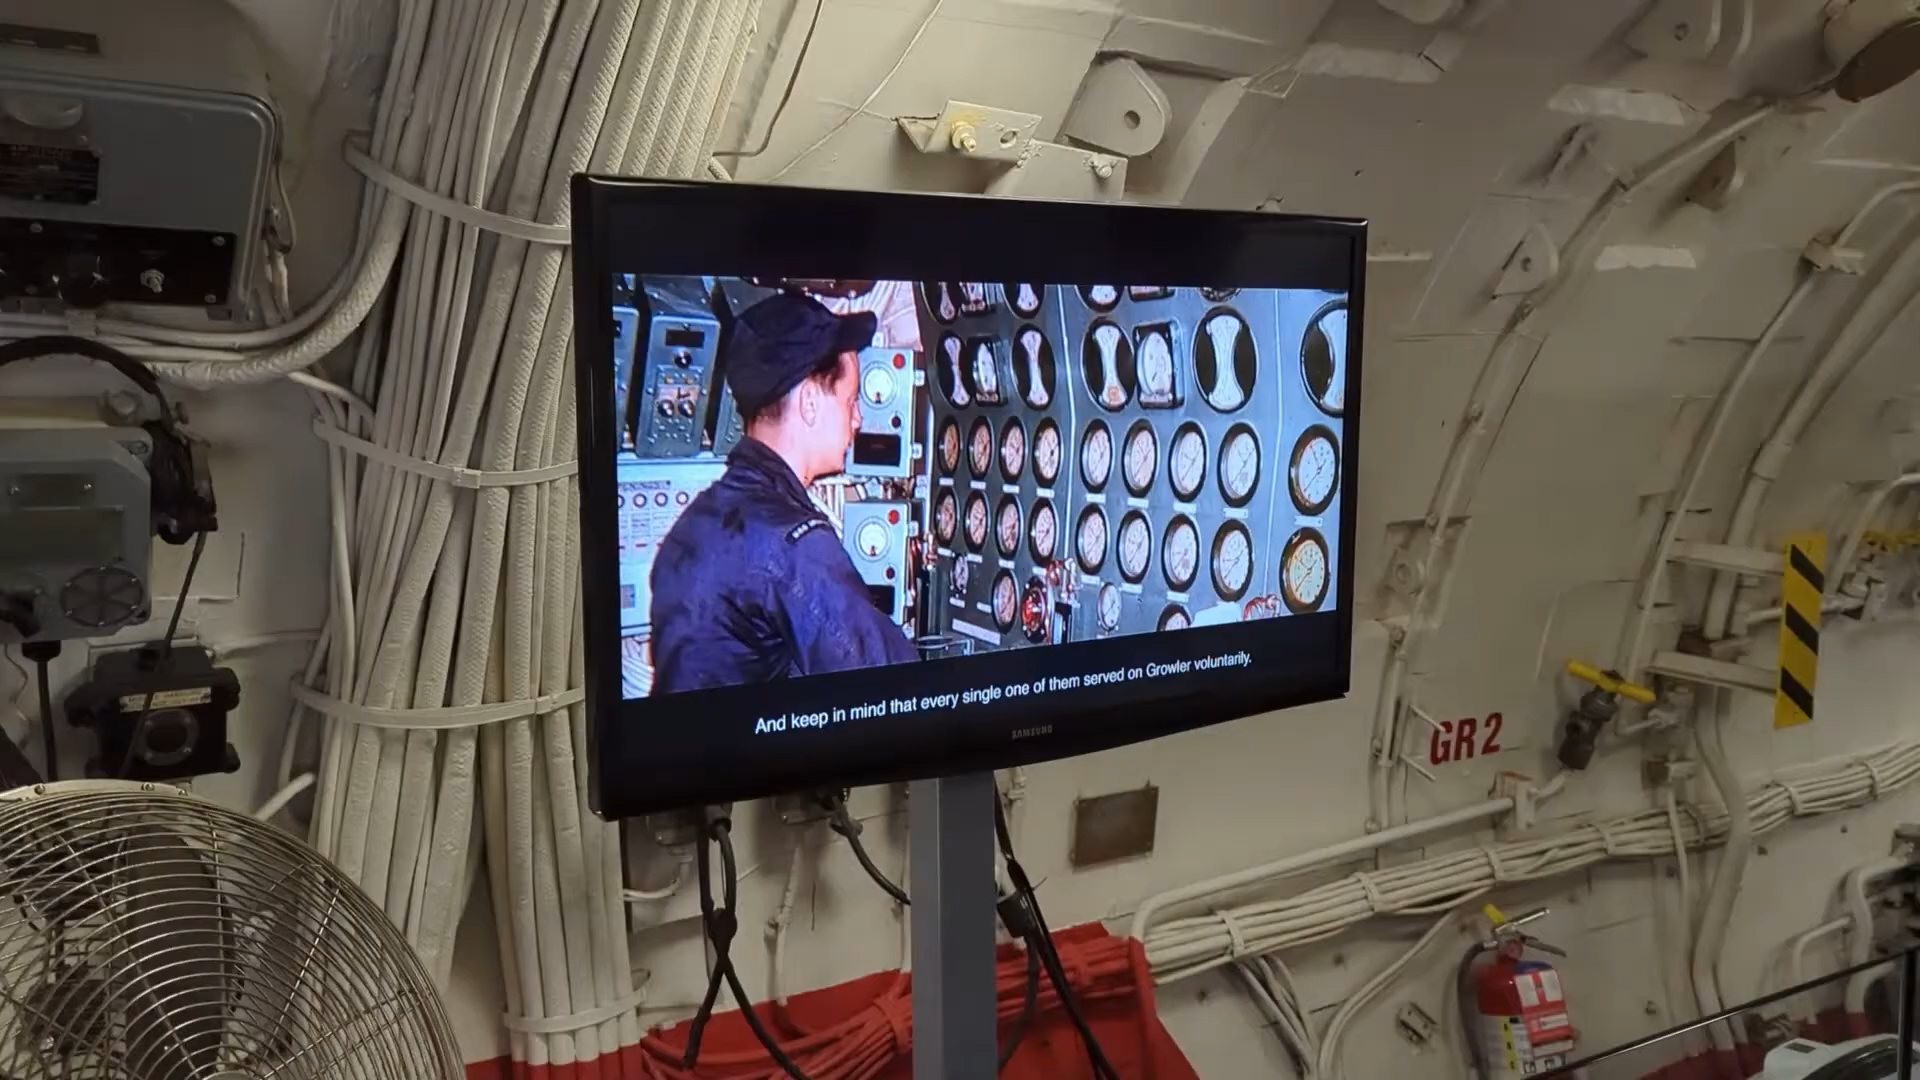 And keep in mind that every single one of them served on Growler voluntarily.
SAMSUNG
GR 2